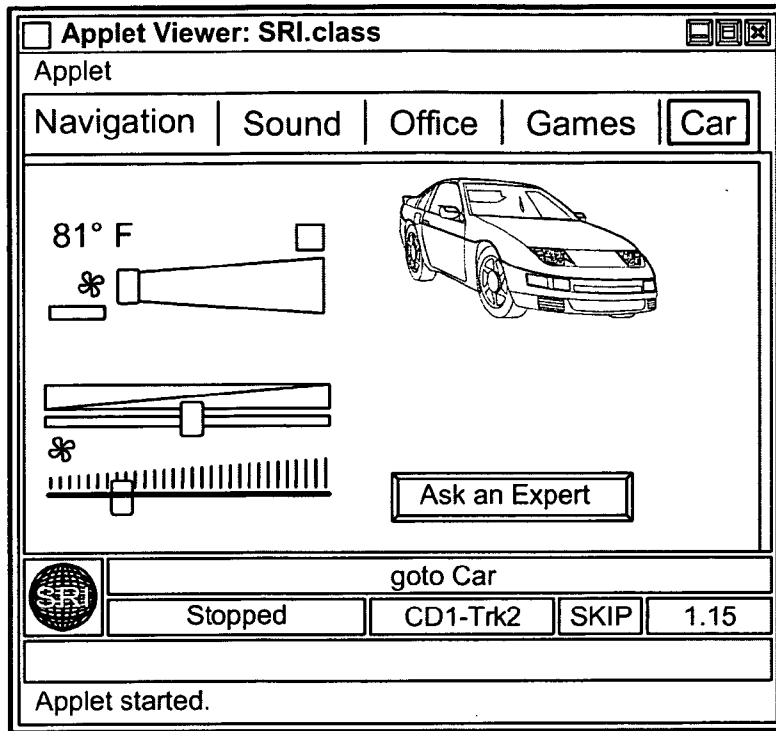 Applet Viewer: SRI.class
Applet
Navigation | Sound | Office | Games | Car
81° F
Ask an Expert
SRI
goto Car
Stopped CD1-Trk2 SKIP 1.15
Applet started.